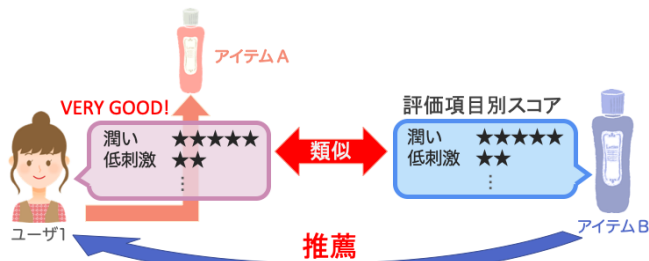 アイテムA
VERY GOOD!
潤い ★★★★★
低刺激 ★★
⋮
ユーザ1
類似
評価項目別スコア
潤い ★★★★★
低刺激 ★★
⋮
アイテムB
推薦